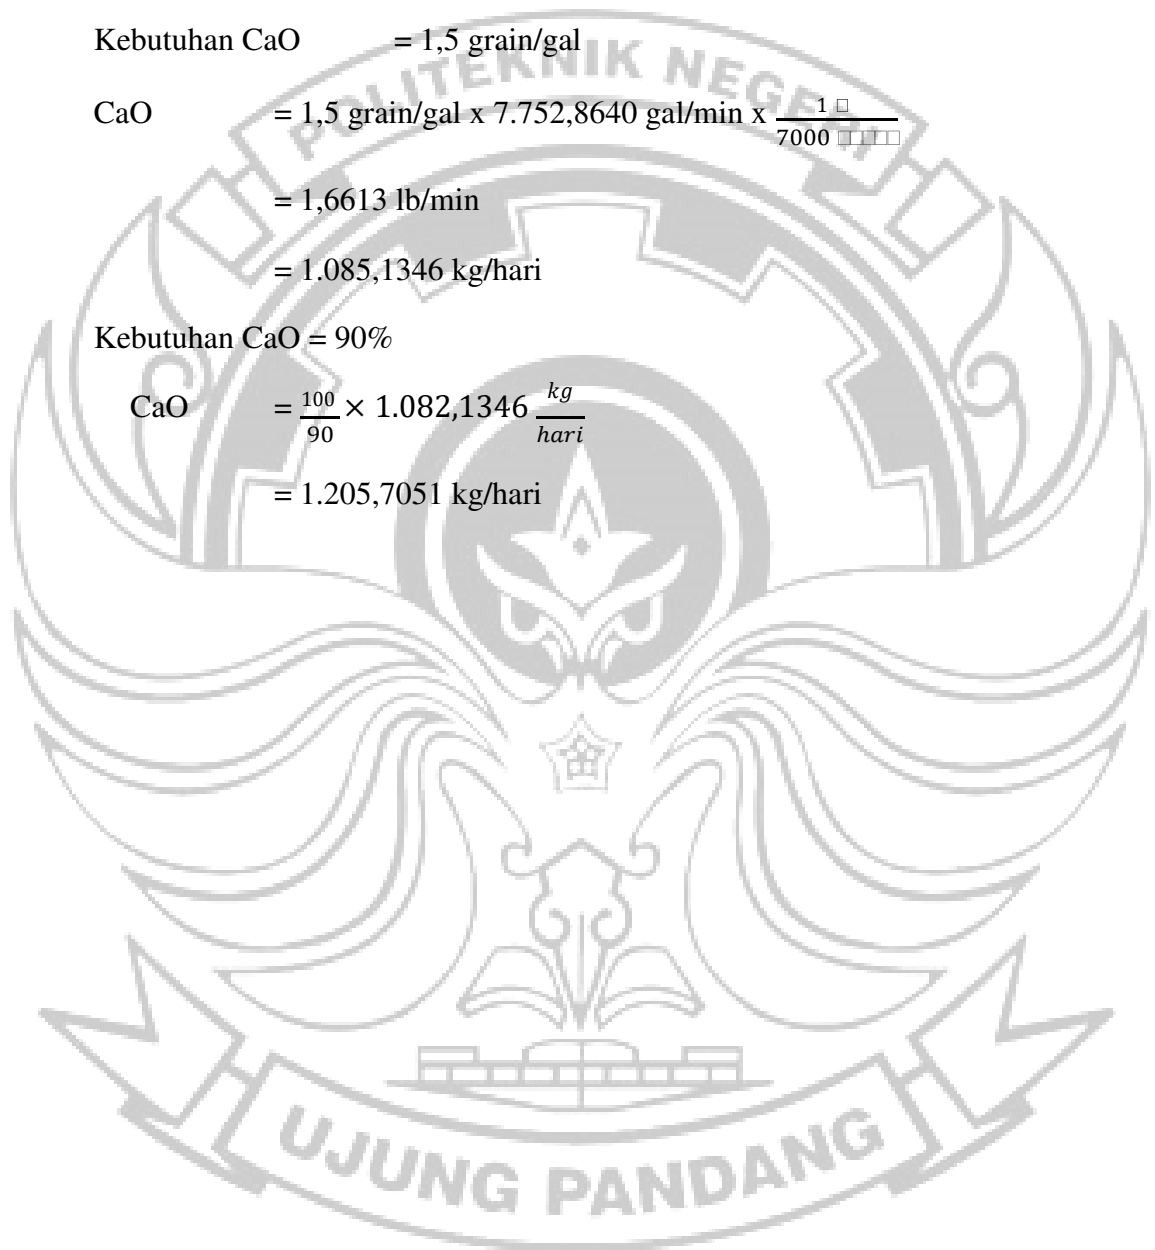 POLITEKNIK NEGERI
Kebutuhan CaO = 1,5 grain/gal
CaO = 1,5 grain/gal x 7.752,8640 gal/min x 1 □ / 7000 □□□□□
= 1,6613 lb/min
= 1.085,1346 kg/hari
Kebutuhan CaO = 90%
CaO = 100/90 × 1.082,1346 kg/hari
= 1.205,7051 kg/hari
UJUNG PANDANG